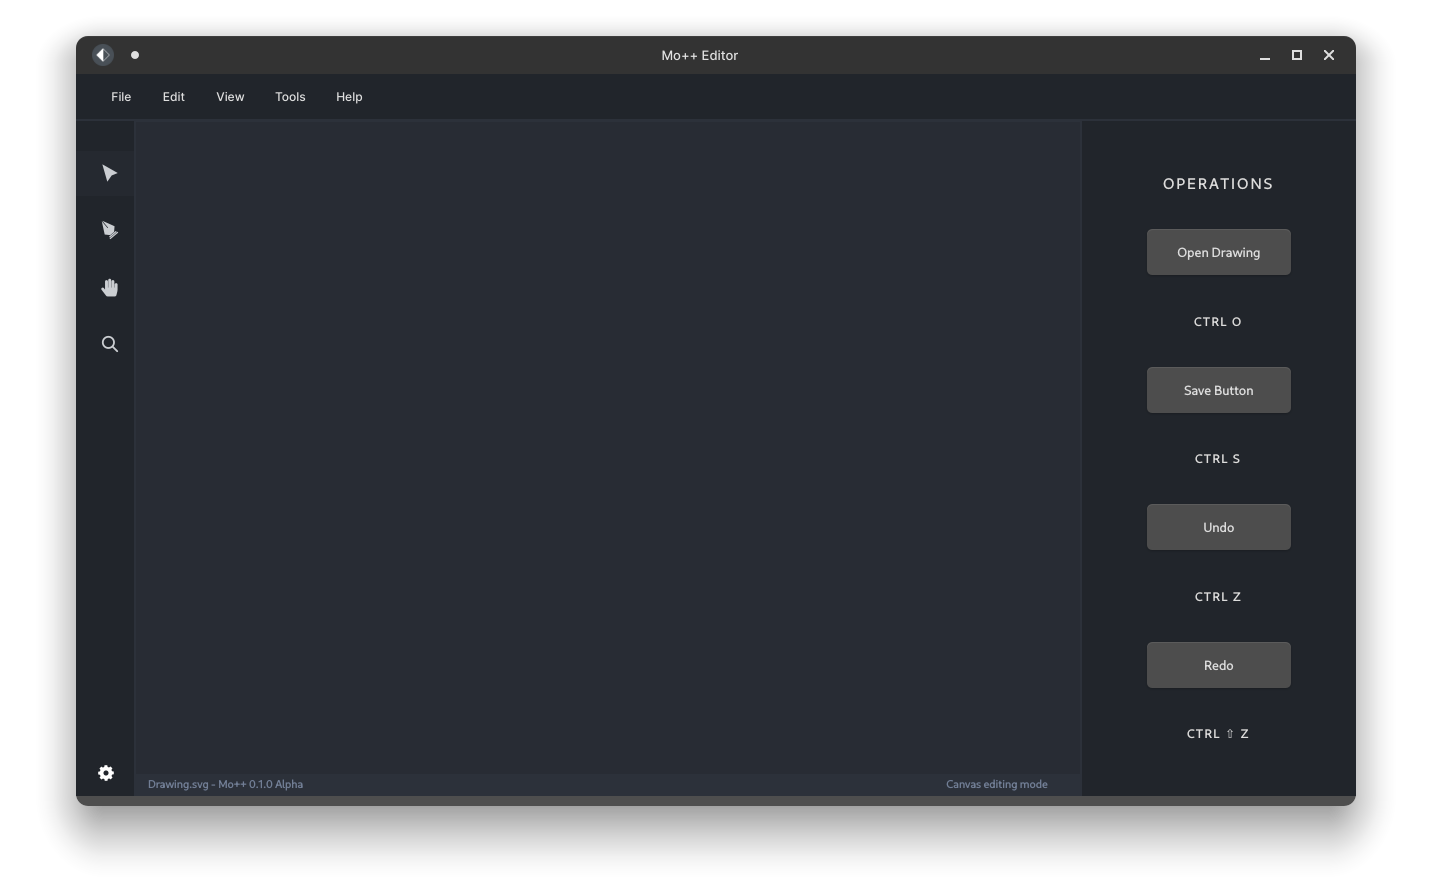 Mo++ Editor
File Edit View Tools Help
OPERATIONS
Open Drawing
CTRL O
Save Button
CTRL S
Undo
CTRL Z
Redo
CTRL ⇧ Z
Drawing.svg - Mo++ 0.1.0 Alpha
Canvas editing mode